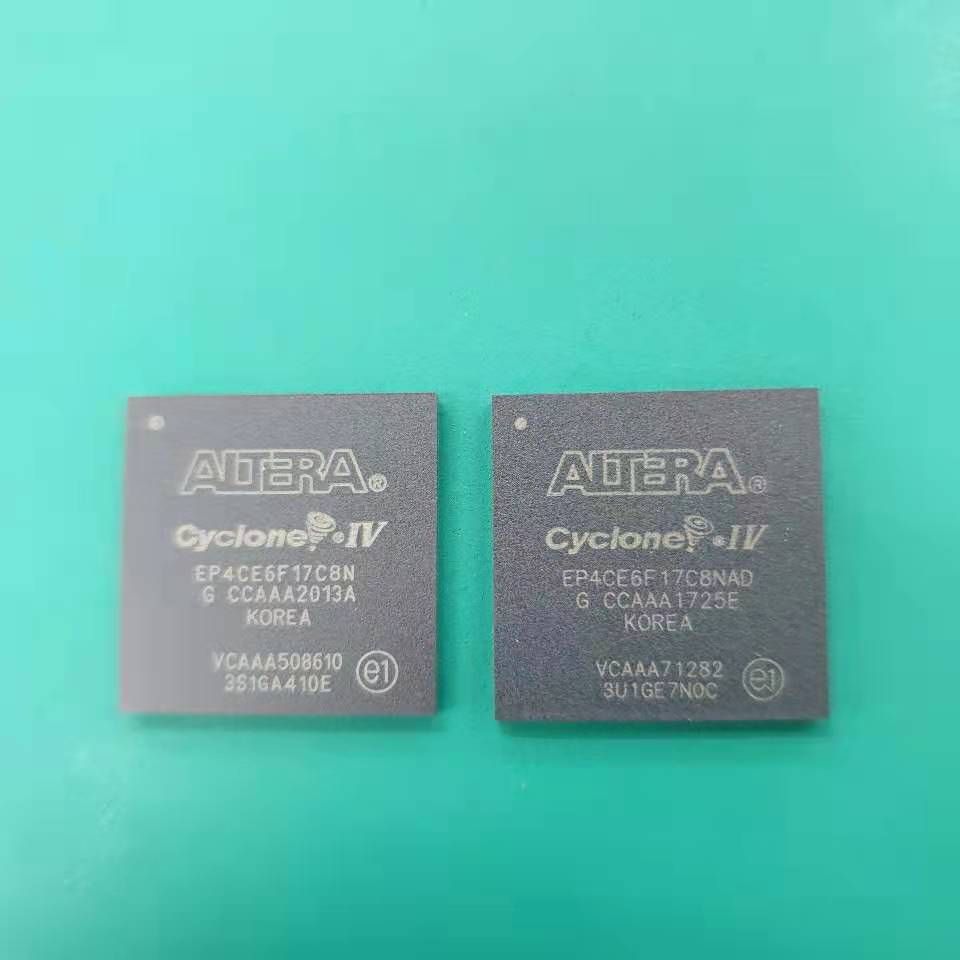 ALTERA®
Cyclone® IV
EP4CE6F17C8N
G CCAAA2013A
KOREA
VCAAA508610
3S1GA410E
e1
ALTERA®
Cyclone® IV
EP4CE6F17C8NAD
G CCAAA1725E
KOREA
VCAAA71282
3U1GE7N0C
e1